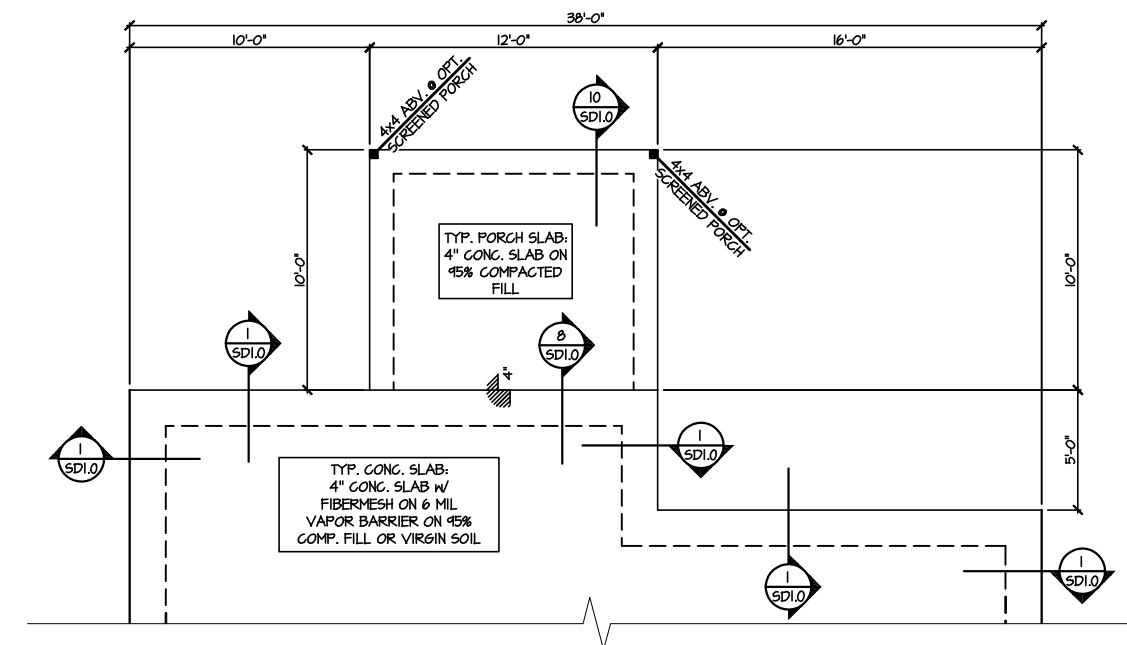 38'-0"
10'-0"
12'-0"
16'-0"
4x4 ABV. @ OPT.
SCREENED PORCH
10
SD1.0
4x4 ABV. @ OPT.
SCREENED PORCH
TYP. PORCH SLAB:
4" CONC. SLAB ON
95% COMPACTED
FILL
10'-0"
10'-0"
1
SD1.0
8
SD1.0
4"
1
SD1.0
1
SD1.0
5'-0"
TYP. CONC. SLAB:
4" CONC. SLAB W/
FIBERMESH ON 6 MIL
VAPOR BARRIER ON 95%
COMP. FILL OR VIRGIN SOIL
1
SD1.0
1
SD1.0